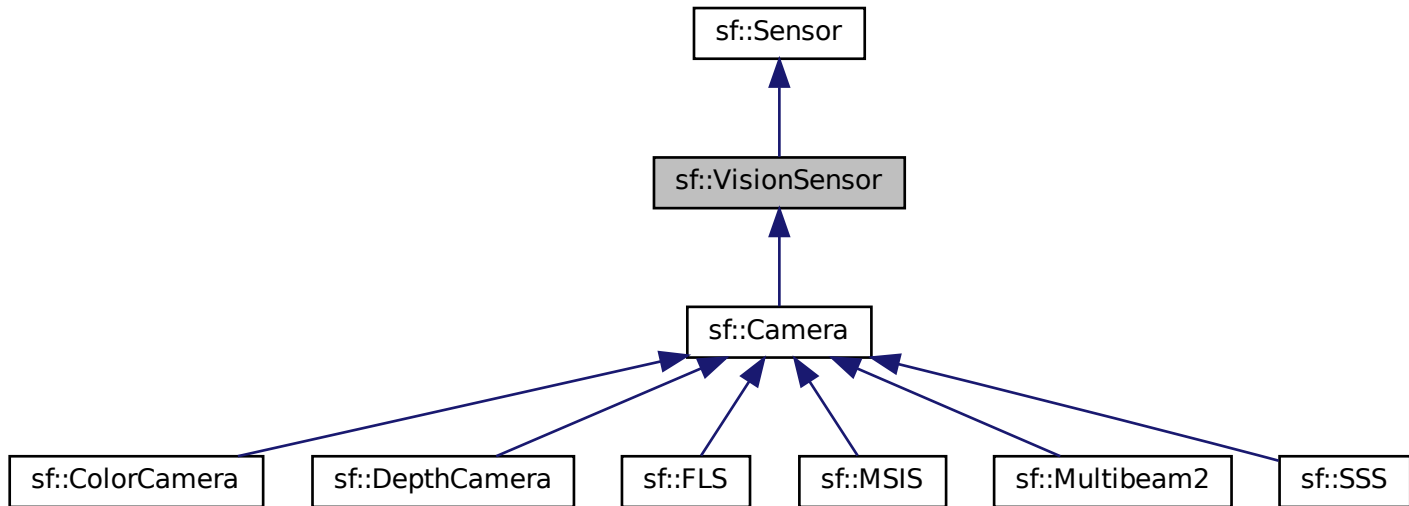 sf::Sensor
sf::VisionSensor
sf::Camera
sf::ColorCamera
sf::DepthCamera
sf::FLS
sf::MSIS
sf::Multibeam2
sf::SSS